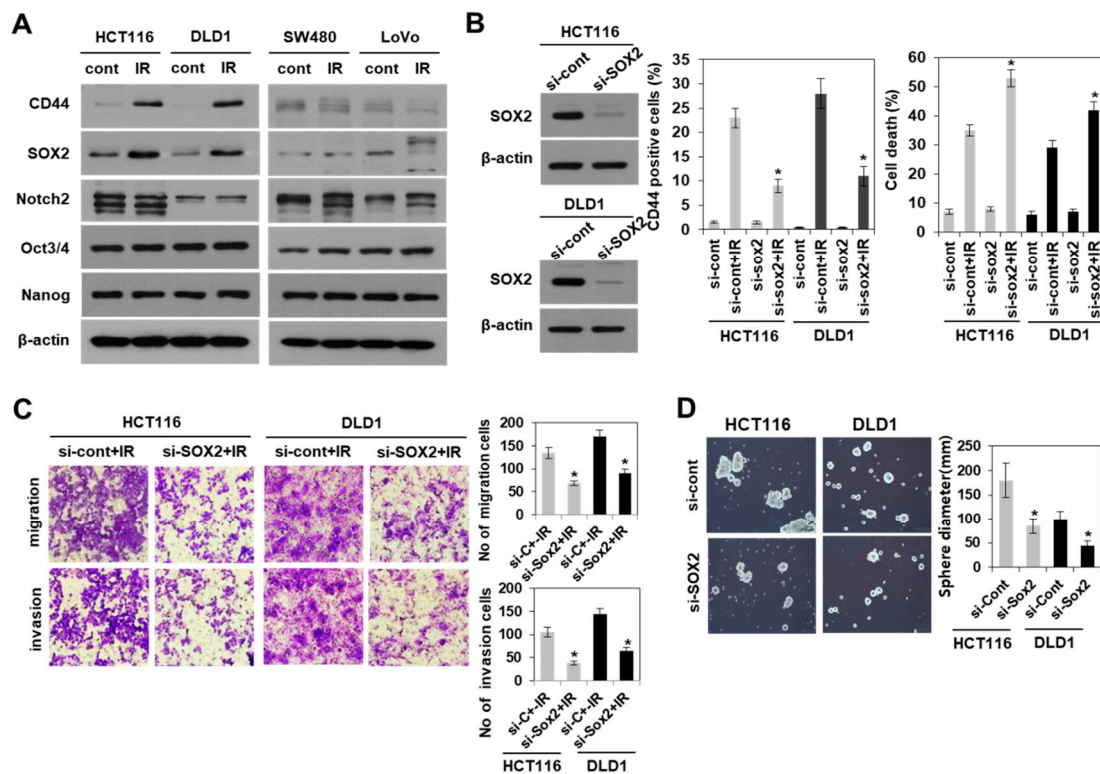 A
HCT116 DLD1 SW480 LoVo
cont IR cont IR cont IR cont IR
CD44
SOX2
Notch2
Oct3/4
Nanog
β-actin
B
HCT116
si-cont si-SOX2
SOX2
β-actin
DLD1
si-cont si-SOX2
SOX2
β-actin
CD44 positive cells (%)
35
30
25
20
15
10
5
0
* *
si-cont si-cont+IR si-sox2 si-sox2+IR si-cont si-cont+IR si-sox2 si-sox2+IR
HCT116 DLD1
Cell death (%)
60
50
40
30
20
10
0
* *
si-cont si-cont+IR si-sox2 si-sox2+IR si-cont si-cont+IR si-sox2 si-sox2+IR
HCT116 DLD1
C
HCT116 DLD1
si-cont+IR si-SOX2+IR si-cont+IR si-SOX2+IR
migration
invasion
No of migration cells
200
150
100
50
0
* *
si-C+-IR si-Sox2+IR si-C+-IR si-Sox2+IR
No of invasion cells
200
150
100
50
0
* *
si-C+-IR si-Sox2+IR si-C+-IR si-Sox2+IR
HCT116 DLD1
D
HCT116 DLD1
si-cont
si-SOX2
Sphere diameter(mm)
250
200
150
100
50
0
* *
si-Cont si-Sox2 si-Cont si-Sox2
HCT116 DLD1